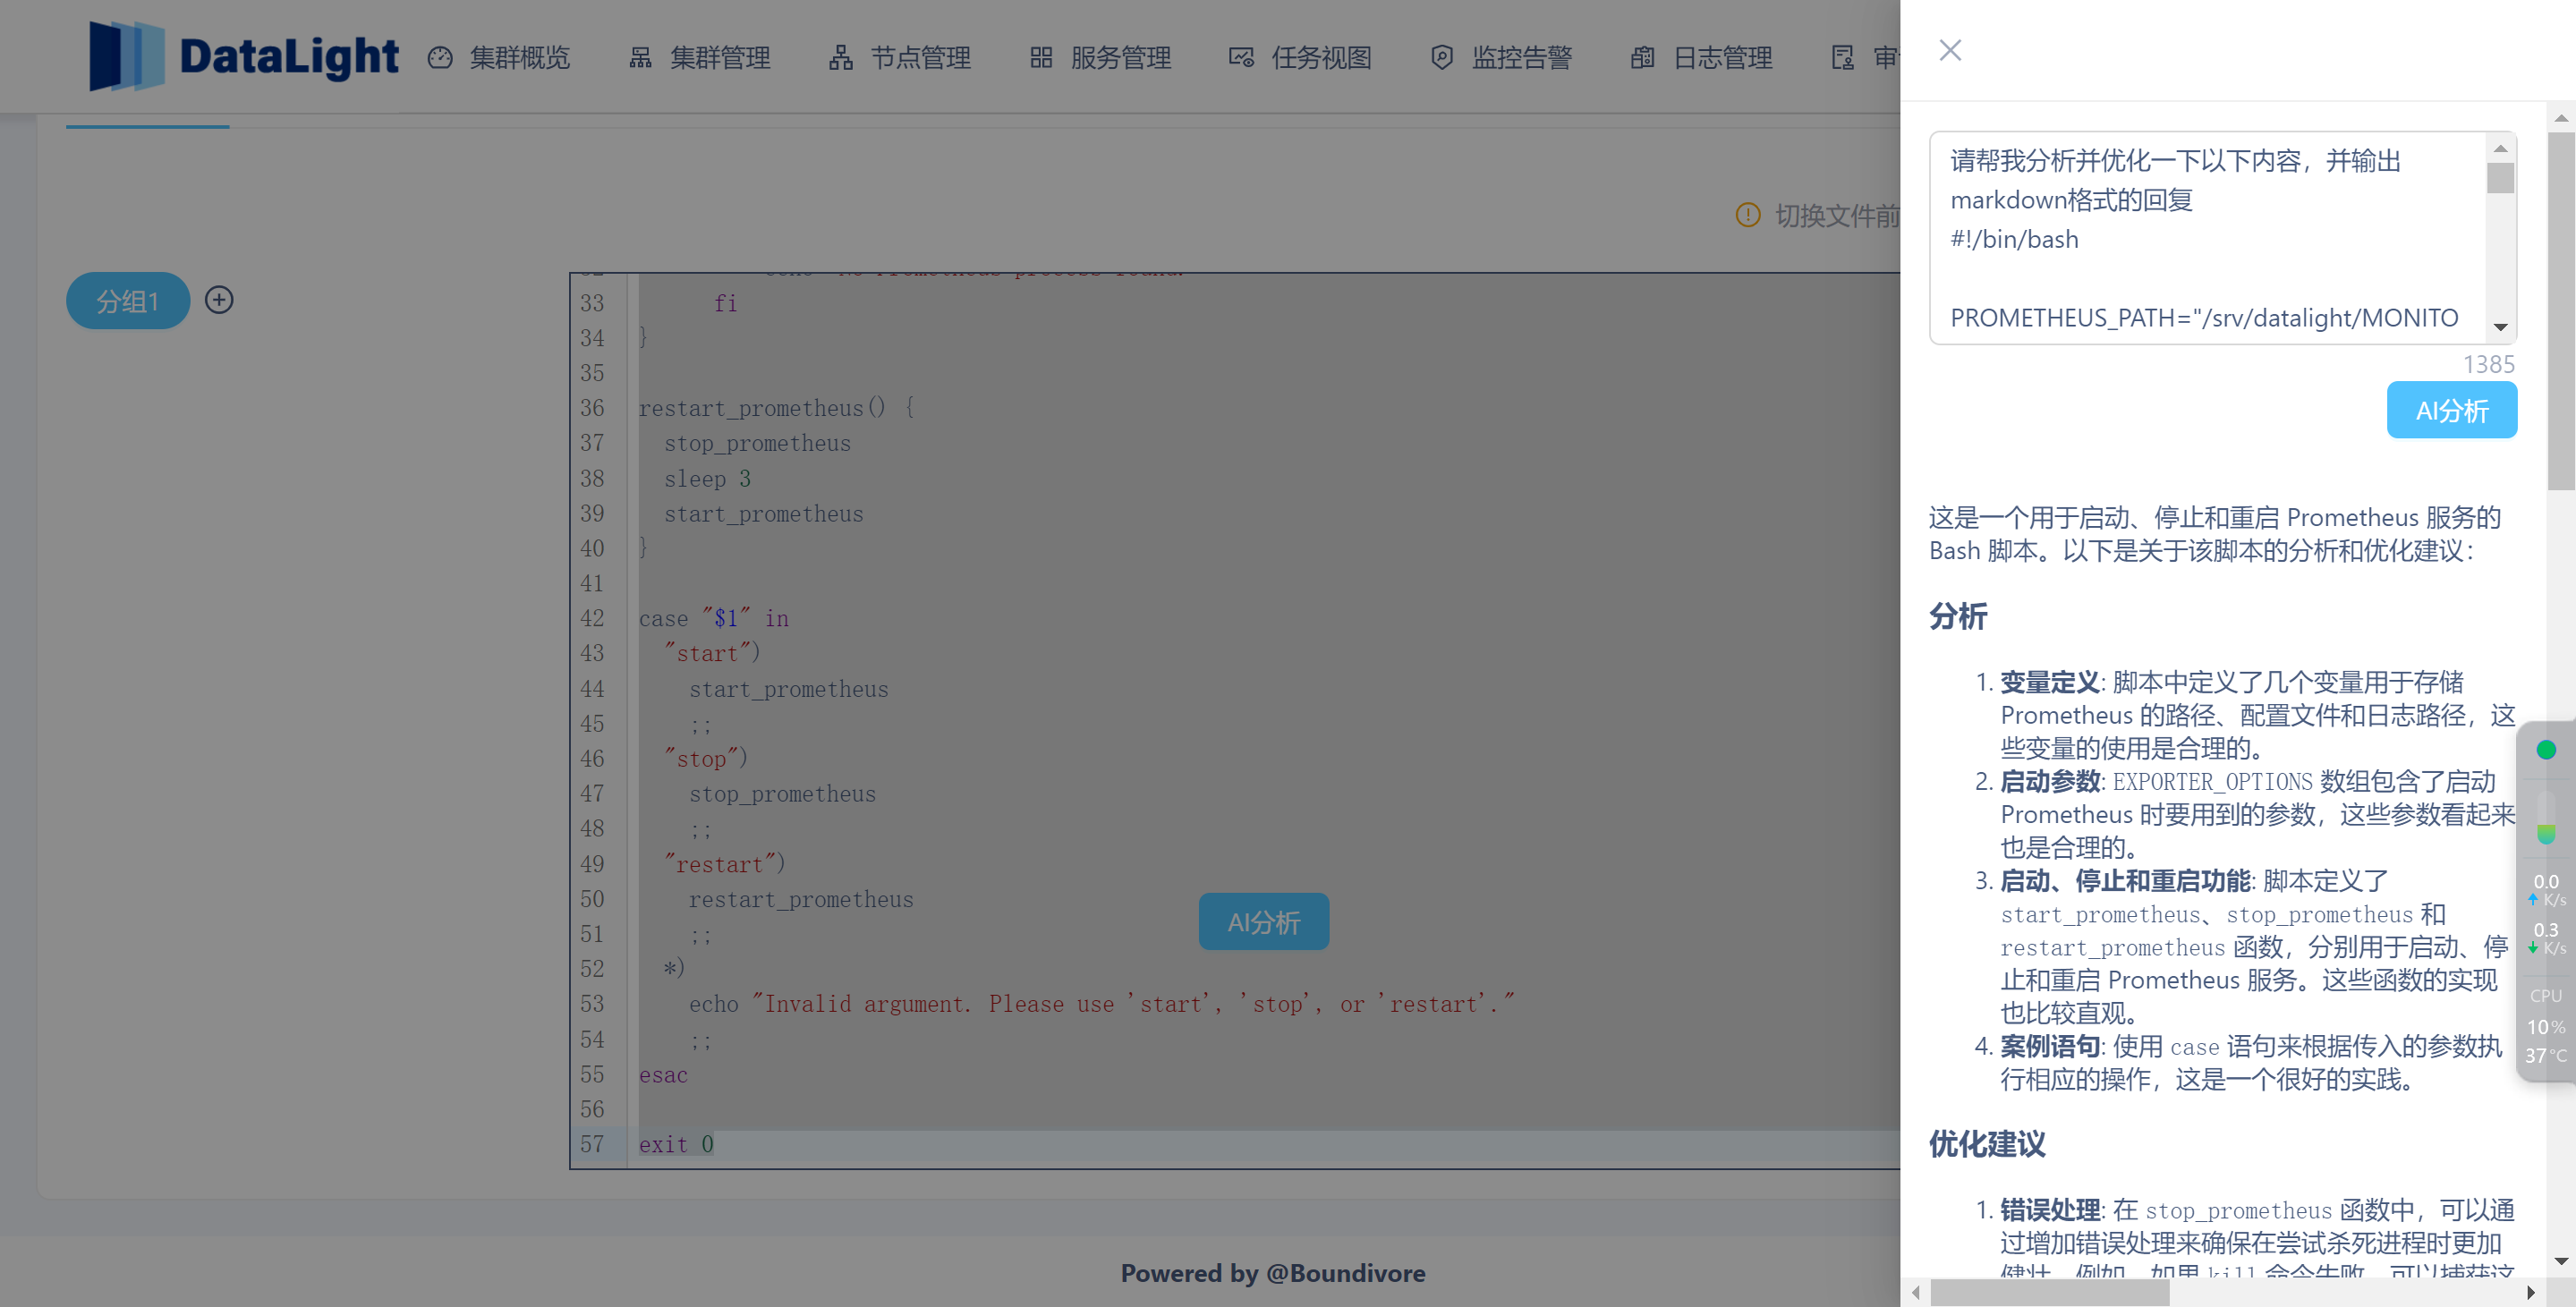 DataLight
集群概览
集群管理
节点管理
服务管理
任务视图
监控告警
日志管理
审
切换文件前
分组1
33 fi
34 }
35
36 restart_prometheus() {
37 stop_prometheus
38 sleep 3
39 start_prometheus
40 }
41
42 case "$1" in
43 "start")
44 start_prometheus
45 ;;
46 "stop")
47 stop_prometheus
48 ;;
49 "restart")
50 restart_prometheus
51 ;;
52 *)
53 echo "Invalid argument. Please use 'start', 'stop', or 'restart'."
54 ;;
55 esac
56
57 exit 0
AI分析
Powered by @Boundivore
请帮我分析并优化一下以下内容，并输出
markdown格式的回复
#!/bin/bash
PROMETHEUS_PATH="/srv/datalight/MONITO
1385
AI分析
这是一个用于启动、停止和重启 Prometheus 服务的
Bash 脚本。以下是关于该脚本的分析和优化建议：
分析
1. 变量定义: 脚本中定义了几个变量用于存储
Prometheus 的路径、配置文件和日志路径，这
些变量的使用是合理的。
2. 启动参数: EXPORTER_OPTIONS 数组包含了启动
Prometheus 时要用到的参数，这些参数看起来
也是合理的。
3. 启动、停止和重启功能: 脚本定义了
start_prometheus、stop_prometheus 和
restart_prometheus 函数，分别用于启动、停
止和重启 Prometheus 服务。这些函数的实现
也比较直观。
4. 案例语句: 使用 case 语句来根据传入的参数执
行相应的操作，这是一个很好的实践。
优化建议
1. 错误处理: 在 stop_prometheus 函数中，可以通
过增加错误处理来确保在尝试杀死进程时更加
健壮。例如，如果 kill 命令失败，可以捕获这
0.0
K/s
0.3
K/s
CPU
10%
37°C